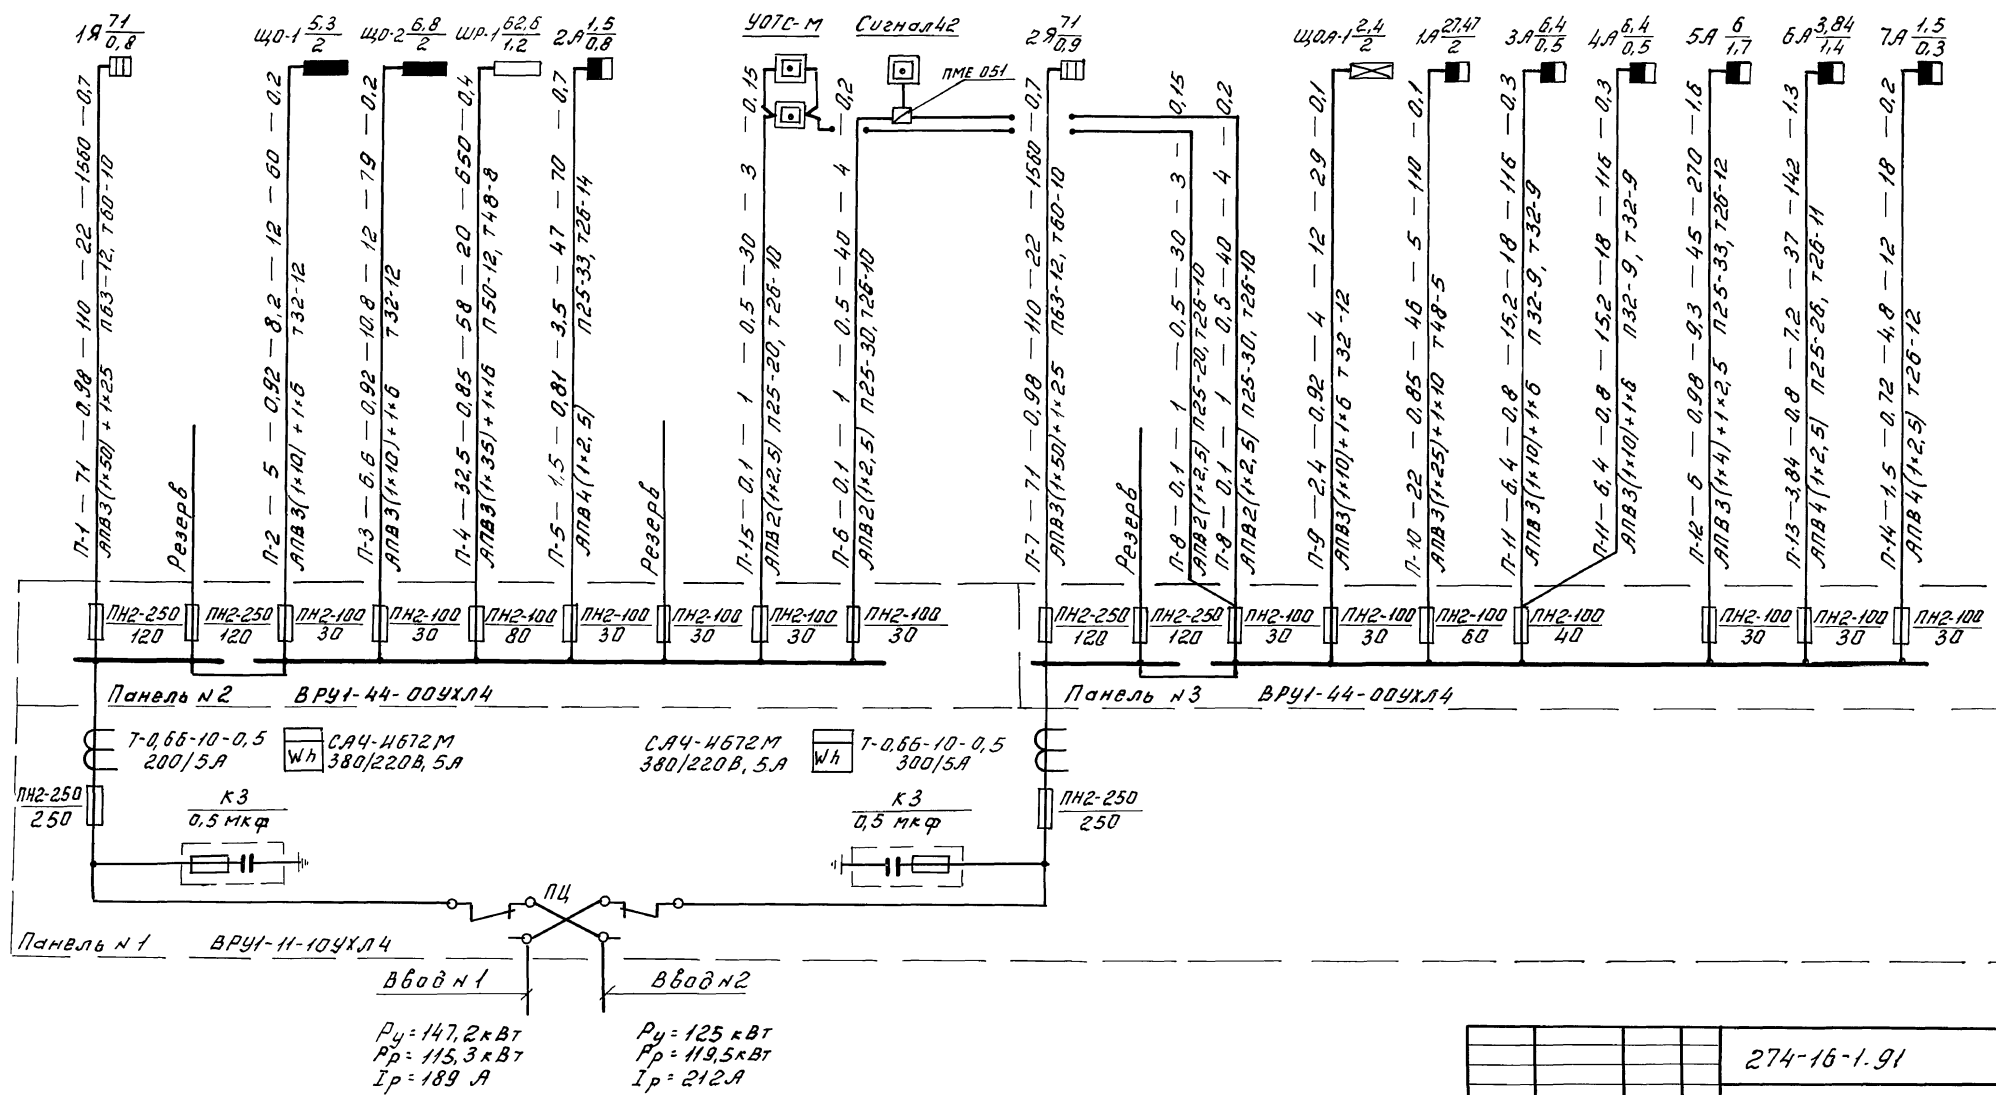 1Я 71/0,8
ЩО-1 5,3/2
ЩО-2 6,8/2
ШР-1 62,6/1,2
2А 1,5/0,8
УОТС-М
Сигнал 42
ПМЕ 051
2Я 71/0,9
ЩОА-1 2,4/2
1А 27,47/2
3А 6,4/0,5
4А 6,4/0,5
5А 6/1,7
6А 3,84/1,4
7А 1,5/0,3
П-1 — 71 — 0,98 — 110 — 22 — 1560 — 0,7
АПВ3(1×50)+1×25 П63-12, Т60-10
Резерв
П-2 — 5 — 0,92 — 8,2 — 12 — 60 — 0,2
АПВ3(1×10)+1×6 Т32-12
П-3 — 6,6 — 0,92 — 10,8 — 12 — 79 — 0,2
АПВ3(1×10)+1×6 Т32-12
П-4 — 32,5 — 0,85 — 58 — 20 — 650 — 0,4
АПВ3(1×35)+1×16 П50-12, Т48-8
П-5 — 1,5 — 0,81 — 3,5 — 47 — 70 — 0,7
АПВ4(1×2,5) П25-33, Т26-14
Резерв
П-15 — 0,1 — 1 — 0,5 — 30 — 3 — 0,15
АПВ2(1×2,5) П25-20, Т26-10
П-6 — 0,1 — 1 — 0,5 — 40 — 4 — 0,2
АПВ2(1×2,5) П25-30, Т26-10
П-7 — 71 — 0,98 — 110 — 22 — 1560 — 0,7
АПВ3(1×50)+1×25 П63-12, Т60-10
Резерв
П-8 — 0,1 — 1 — 0,5 — 30 — 3 — 0,15
АПВ2(1×2,5) П25-20, Т26-10
П-8 — 0,1 — 1 — 0,5 — 40 — 4 — 0,2
АПВ2(1×2,5) П25-30, Т26-10
П-9 — 2,4 — 0,92 — 4 — 12 — 29 — 0,1
АПВ3(1×10)+1×6 Т32-12
П-10 — 22 — 0,85 — 46 — 5 — 110 — 0,1
АПВ3(1×25)+1×10 Т48-5
П-11 — 6,4 — 0,8 — 15,2 — 18 — 116 — 0,3
АПВ3(1×10)+1×6 П32-9, Т32-9
П-11 — 6,4 — 0,8 — 15,2 — 18 — 116 — 0,3
АПВ3(1×10)+1×6 П32-9, Т32-9
П-12 — 6 — 0,98 — 9,3 — 45 — 270 — 1,6
АПВ3(1×4)+1×2,5 П25-33, Т26-12
П-13 — 3,84 — 0,8 — 7,2 — 37 — 142 — 1,3
АПВ4(1×2,5) П25-26, Т26-11
П-14 — 1,5 — 0,72 — 4,8 — 12 — 18 — 0,2
АПВ4(1×2,5) Т26-12
ПН2-250/120
ПН2-250/120
ПН2-100/30
ПН2-100/30
ПН2-100/80
ПН2-100/30
ПН2-100/30
ПН2-100/30
ПН2-100/30
ПН2-250/120
ПН2-250/120
ПН2-100/30
ПН2-100/30
ПН2-100/60
ПН2-100/40
ПН2-100/30
ПН2-100/30
ПН2-100/30
Панель №2 ВРУ1-44-00УХЛ4
Панель №3 ВРУ1-44-00УХЛ4
Т-0,66-10-0,5
200/5А
Wh
САЧ-И672М
380/220В, 5А
САЧ-И672М
380/220В, 5А
Wh
Т-0,66-10-0,5
300/5А
ПН2-250/250
КЗ
0,5 мкф
КЗ
0,5 мкф
ПН2-250/250
ПЦ
Панель №1 ВРУ1-11-10УХЛ4
Ввод №1
Ввод №2
Ру=147,2кВт
Рр=115,3кВт
Iр=189 А
Ру=125 кВт
Рр=119,5кВт
Iр=212А
274-16-1.91